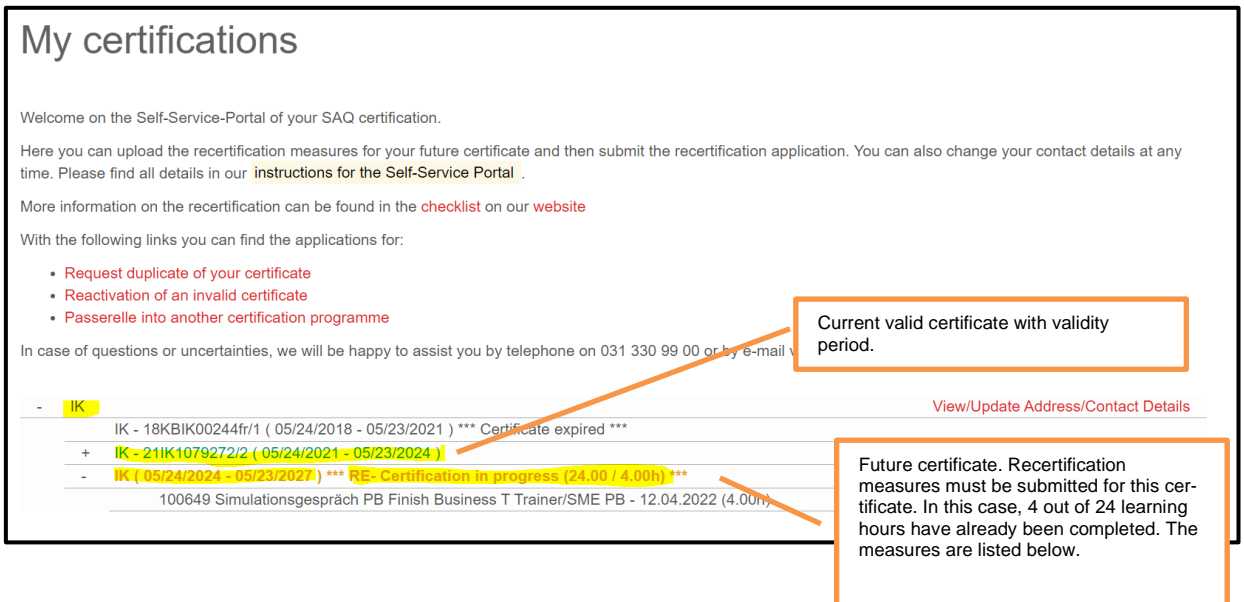 My certifications
Welcome on the Self-Service-Portal of your SAQ certification.
Here you can upload the recertification measures for your future certificate and then submit the recertification application. You can also change your contact details at any
time. Please find all details in our instructions for the Self-Service Portal .
More information on the recertification can be found in the checklist on our website
With the following links you can find the applications for:
• Request duplicate of your certificate
• Reactivation of an invalid certificate
• Passerelle into another certification programme
In case of questions or uncertainties, we will be happy to assist you by telephone on 031 330 99 00 or by e-mail
Current valid certificate with validity
period.
- IK View/Update Address/Contact Details
IK - 18KBIK00244fr/1 ( 05/24/2018 - 05/23/2021 ) *** Certificate expired ***
+ IK - 21IK1079272/2 ( 05/24/2021 - 05/23/2024 )
- IK ( 05/24/2024 - 05/23/2027 ) *** RE- Certification in progress (24.00 / 4.00h) ***
100649 Simulationsgespräch PB Finish Business T Trainer/SME PB - 12.04.2022 (4.00h)
Future certificate. Recertification
measures must be submitted for this cer-
tificate. In this case, 4 out of 24 learning
hours have already been completed. The
measures are listed below.